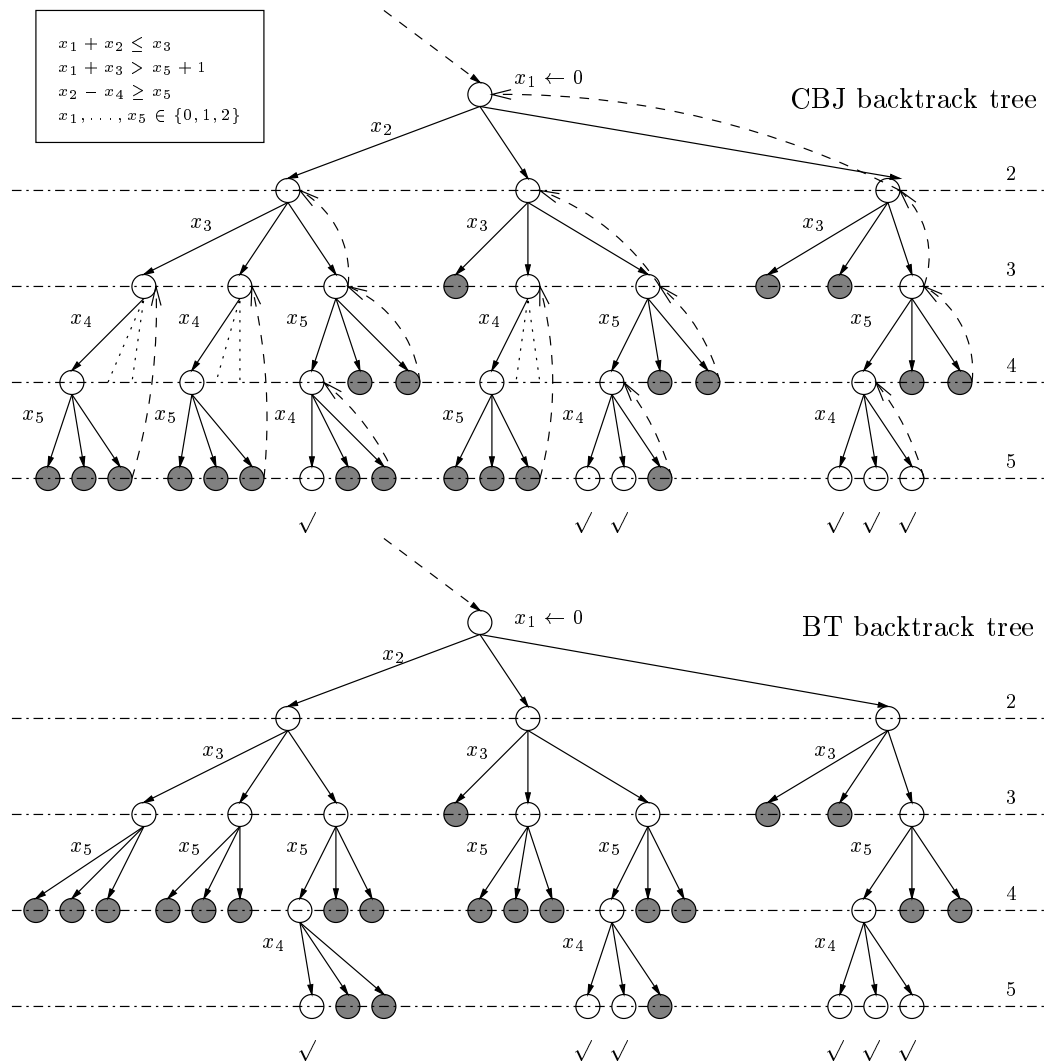 x₁ + x₂ ≤ x₃
x₁ + x₃ > x₅ + 1
x₂ − x₄ ≥ x₅
x₁, . . . , x₅ ∈ {0, 1, 2}
x₁ ← 0
CBJ backtrack tree
x₂
2
x₃ x₃ x₃
3
x₄ x₄ x₅ x₄ x₅ x₅
4
x₅ x₅ x₄ x₅ x₄ x₄
5
√ √ √ √ √ √
x₁ ← 0
BT backtrack tree
x₂
2
x₃ x₃ x₃
3
x₅ x₅ x₅ x₅ x₅ x₅
4
x₄ x₄ x₄
5
√ √ √ √ √ √